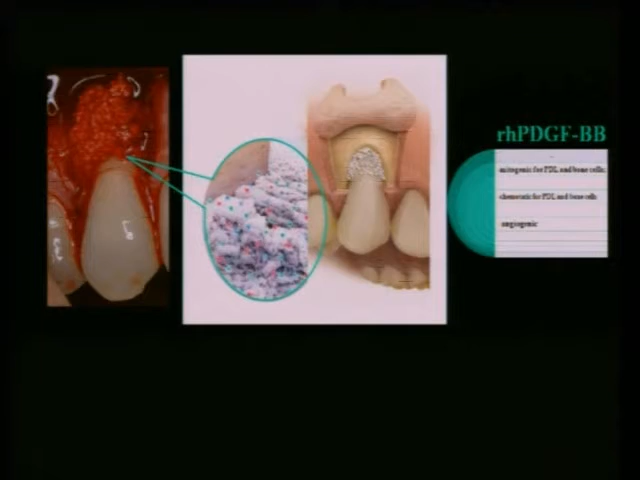 rhPDGF-BB
mitogenic for PDL and bone cells
chemotactic for PDL and bone cells
angiogenic